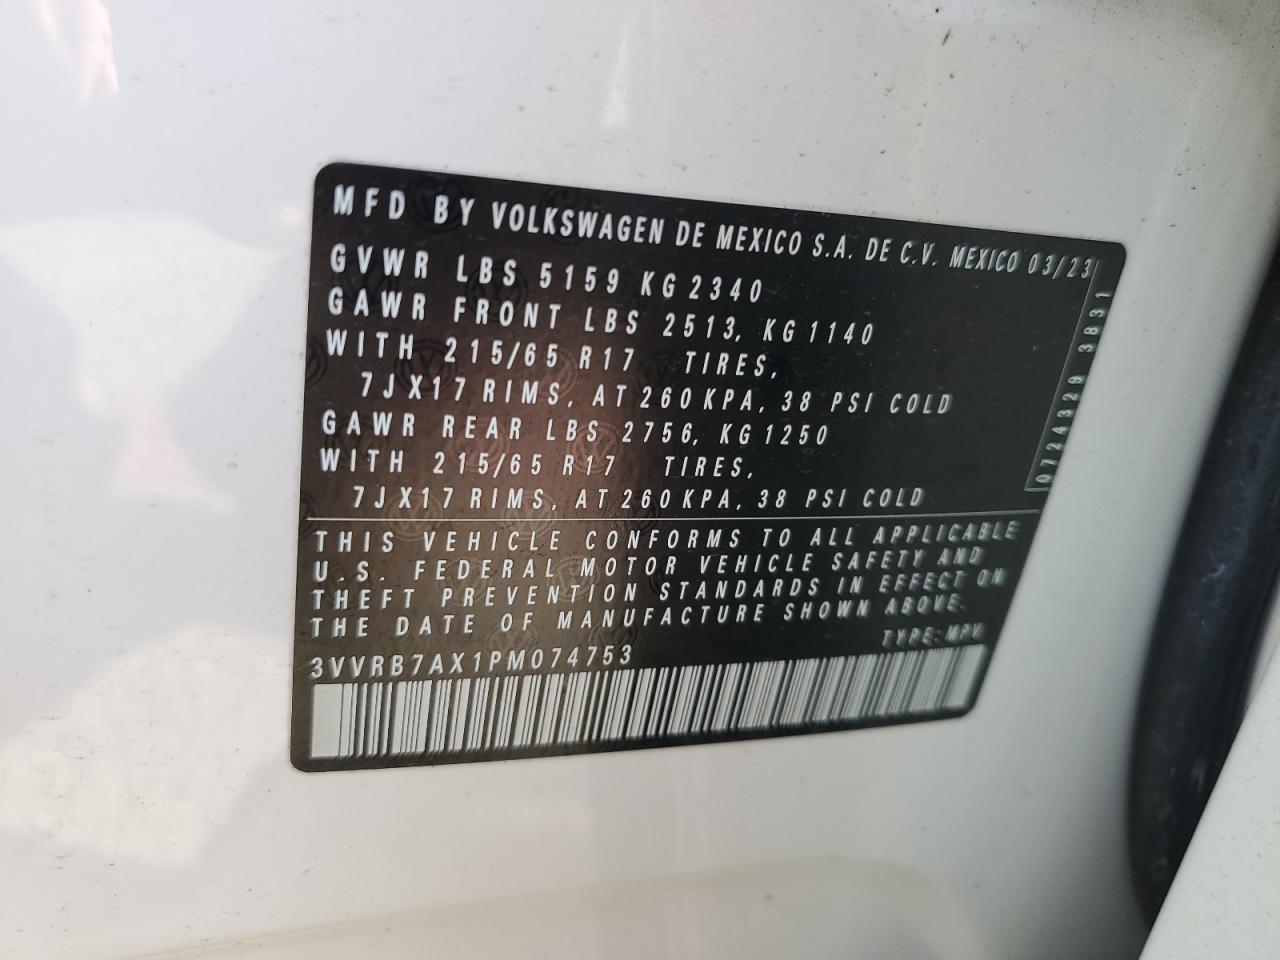 MFD BY VOLKSWAGEN DE MEXICO S.A. DE C.V. MEXICO 03/23
GVWR LBS 5159 KG 2340
GAWR FRONT LBS 2513, KG 1140
WITH 215/65 R17 TIRES,
7JX17 RIMS, AT 260 KPA, 38 PSI COLD
GAWR REAR LBS 2756, KG 1250
WITH 215/65 R17 TIRES,
7JX17 RIMS, AT 260 KPA, 38 PSI COLD
0724329 3831
THIS VEHICLE CONFORMS TO ALL APPLICABLE
U.S. FEDERAL MOTOR VEHICLE SAFETY AND
THEFT PREVENTION STANDARDS IN EFFECT ON
THE DATE OF MANUFACTURE SHOWN ABOVE.
TYPE: MPV
3VVRB7AX1PM074753